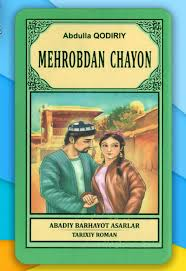 Abdulla QODIRIY
MEHROBDAN CHAYON
ABADIY BARHAYOT ASARLAR
TARIXIY ROMAN